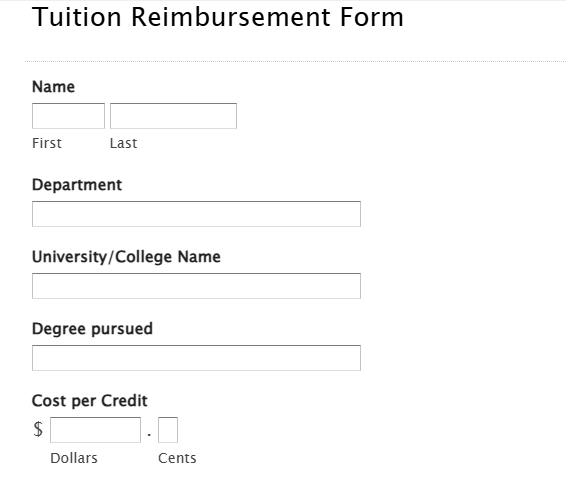 Tuition Reimbursement Form
Name
First Last
Department
University/College Name
Degree pursued
Cost per Credit
$ .
Dollars Cents